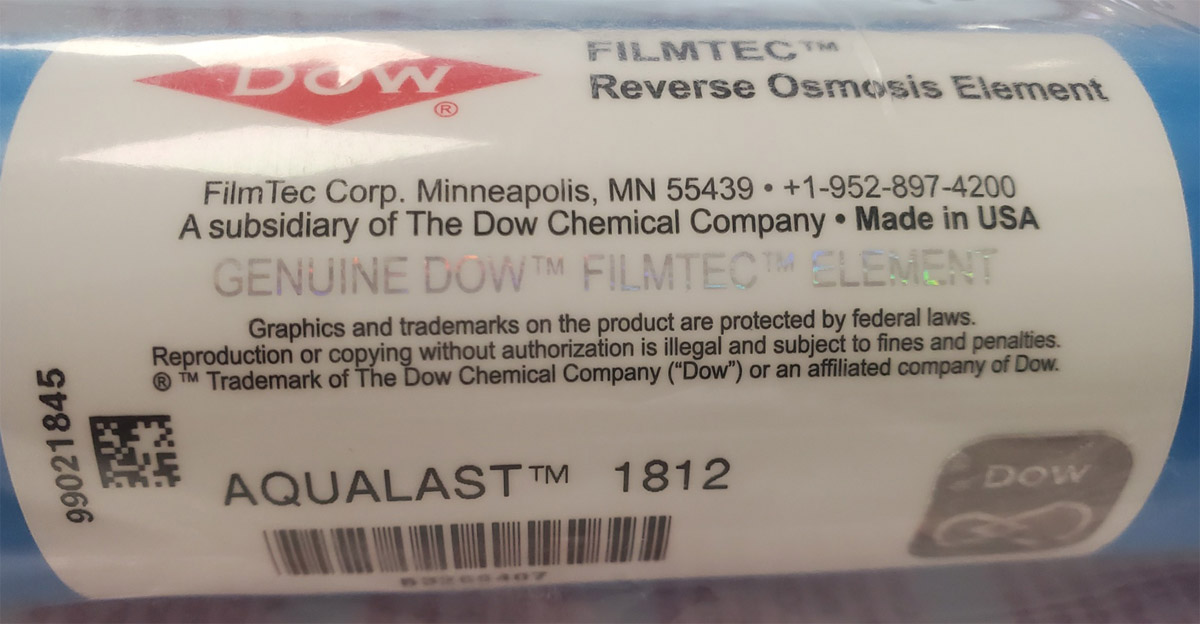 DOW
®
FILMTEC™
Reverse Osmosis Element
FilmTec Corp. Minneapolis, MN 55439 • +1-952-897-4200
A subsidiary of The Dow Chemical Company • Made in USA
GENUINE DOW™ FILMTEC™ ELEMENT
Graphics and trademarks on the product are protected by federal laws.
Reproduction or copying without authorization is illegal and subject to fines and penalties.
® ™ Trademark of The Dow Chemical Company (“Dow”) or an affiliated company of Dow.
99021845
AQUALAST™ 1812
DOW